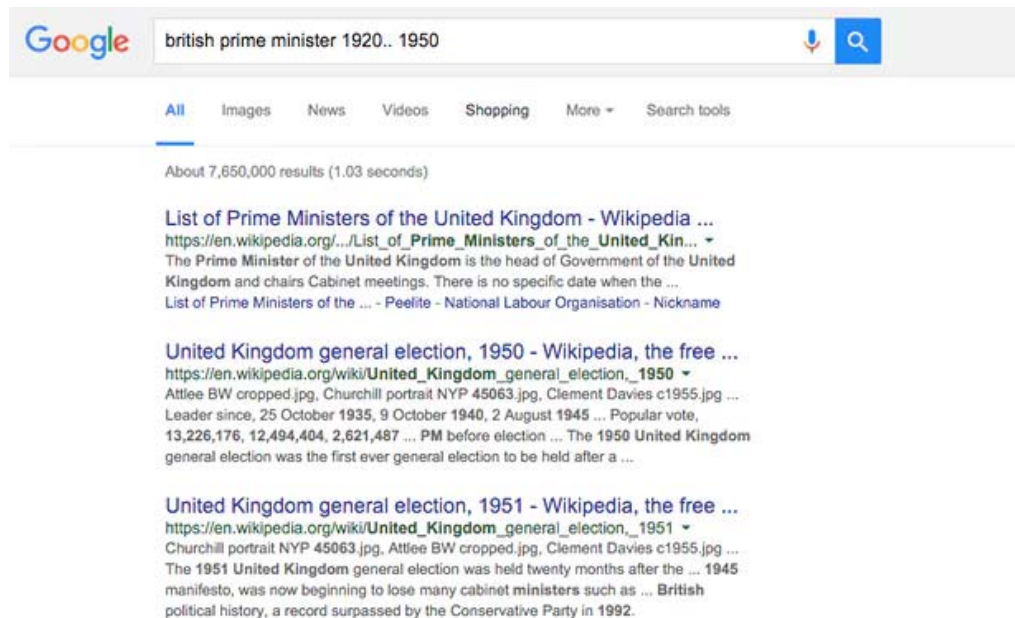 Google british prime minister 1920.. 1950
All Images News Videos Shopping More Search tools
About 7,650,000 results (1.03 seconds)
List of Prime Ministers of the United Kingdom - Wikipedia ...
https://en.wikipedia.org/.../List_of_Prime_Ministers_of_the_United_Kin...
The Prime Minister of the United Kingdom is the head of Government of the United
Kingdom and chairs Cabinet meetings. There is no specific date when the ...
List of Prime Ministers of the ... - Peelite - National Labour Organisation - Nickname
United Kingdom general election, 1950 - Wikipedia, the free ...
https://en.wikipedia.org/wiki/United_Kingdom_general_election,_1950
Attlee BW cropped.jpg, Churchill portrait NYP 45063.jpg, Clement Davies c1955.jpg ...
Leader since, 25 October 1935, 9 October 1940, 2 August 1945 ... Popular vote,
13,226,176, 12,494,404, 2,621,487 ... PM before election ... The 1950 United Kingdom
general election was the first ever general election to be held after a ...
United Kingdom general election, 1951 - Wikipedia, the free ...
https://en.wikipedia.org/wiki/United_Kingdom_general_election,_1951
Churchill portrait NYP 45063.jpg, Attlee BW cropped.jpg, Clement Davies c1955.jpg ...
The 1951 United Kingdom general election was held twenty months after the ... 1945
manifesto, was now beginning to lose many cabinet ministers such as ... British
political history, a record surpassed by the Conservative Party in 1992.